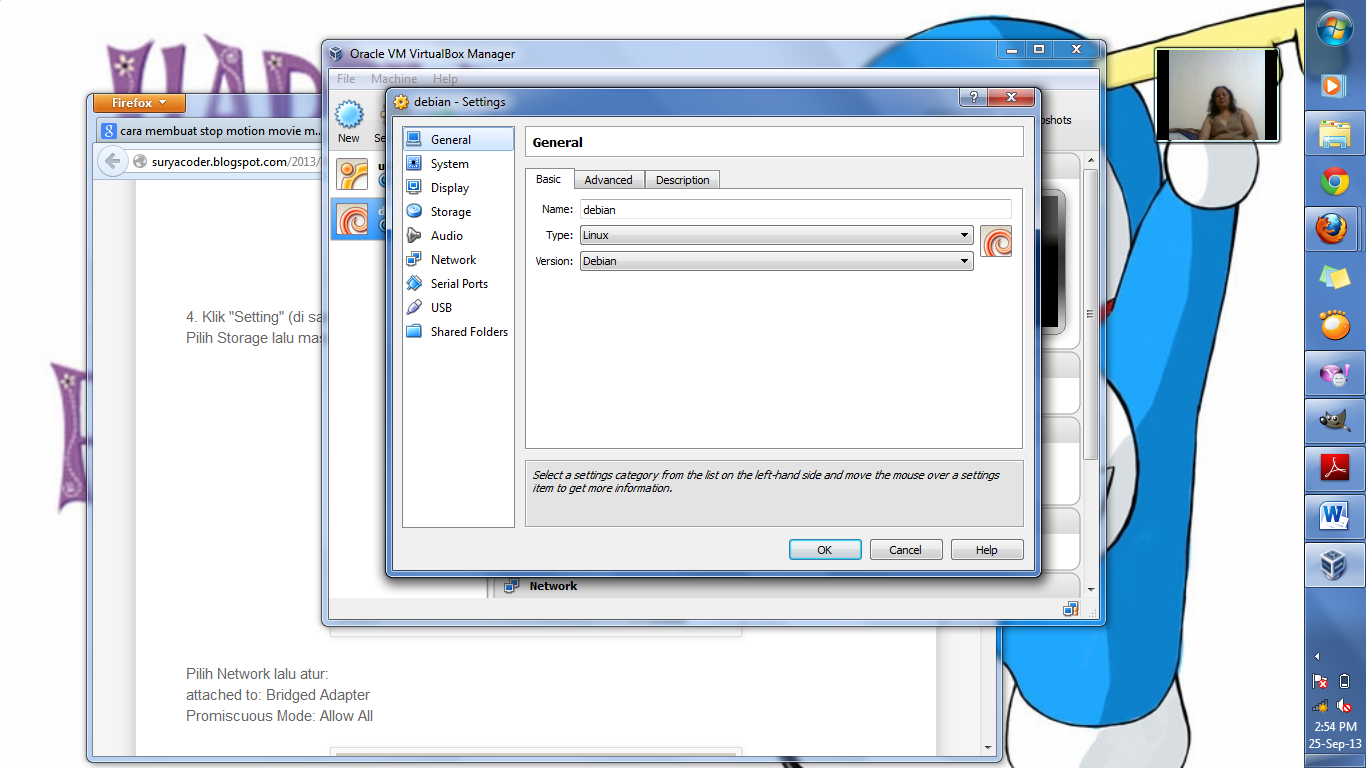 Oracle VM VirtualBox Manager
File Machine Help
New
debian - Settings
General
System
Display
Storage
Audio
Network
Serial Ports
USB
Shared Folders
General
Basic
Advanced
Description
Name:
debian
Type:
Linux
Version:
Debian
Select a settings category from the list on the left-hand side and move the mouse over a settings
item to get more information.
OK
Cancel
Help
Network
Firefox
cara membuat stop motion movie m...
suryacoder.blogspot.com/2013/
4. Klik "Setting" (di sa
Pilih Storage lalu mas
Pilih Network lalu atur:
attached to: Bridged Adapter
Promiscuous Mode: Allow All
2:54 PM
25-Sep-13